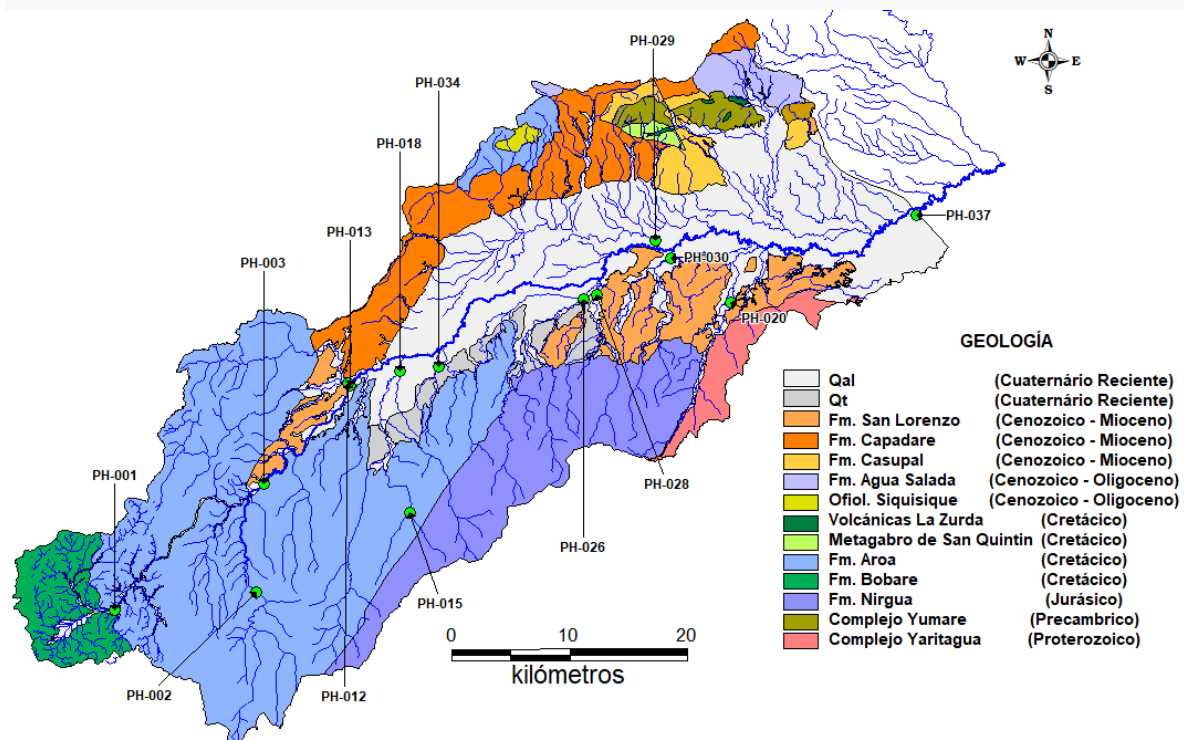 N
W E
S
PH-029
PH-034
PH-018
PH-037
PH-013
PH-003
PH-030
PH-020
PH-001
PH-028
PH-026
PH-015
PH-002
PH-012
GEOLOGÍA
Qal (Cuaternário Reciente)
Qt (Cuaternário Reciente)
Fm. San Lorenzo (Cenozoico - Mioceno)
Fm. Capadare (Cenozoico - Mioceno)
Fm. Casupal (Cenozoico - Mioceno)
Fm. Agua Salada (Cenozoico - Oligoceno)
Ofiol. Siquisique (Cenozoico - Oligoceno)
Volcánicas La Zurda (Cretácico)
Metagabro de San Quintin (Cretácico)
Fm. Aroa (Cretácico)
Fm. Bobare (Cretácico)
Fm. Nirgua (Jurásico)
Complejo Yumare (Precambrico)
Complejo Yaritagua (Proterozoico)
0 10 20
kilómetros